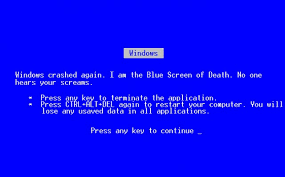 Windows
Windows crashed again. I am the Blue Screen of Death. No one
hears your screams.
* Press any key to terminate the application.
* Press CTRL+ALT+DEL again to restart your computer. You will
lose any usaved data in all applications.
Press any key to continue _